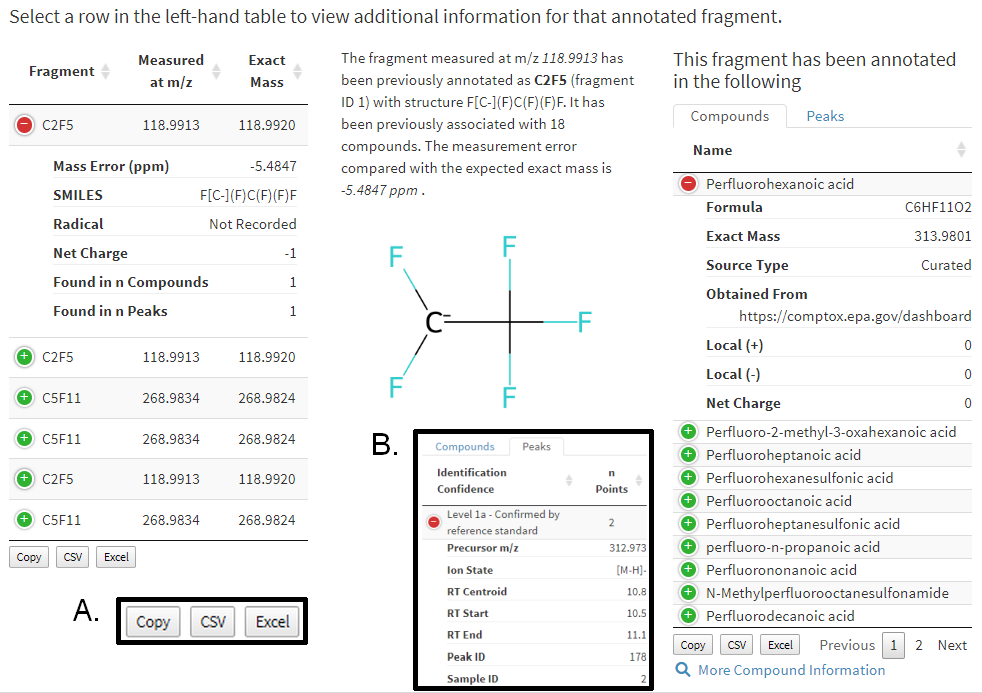 Select a row in the left-hand table to view additional information for that annotated fragment.
Fragment Measured at m/z Exact Mass
C2F5 118.9913 118.9920
Mass Error (ppm) -5.4847
SMILES F[C-](F)C(F)(F)F
Radical Not Recorded
Net Charge -1
Found in n Compounds 1
Found in n Peaks 1
C2F5 118.9913 118.9920
C5F11 268.9834 268.9824
C5F11 268.9834 268.9824
C2F5 118.9913 118.9920
C5F11 268.9834 268.9824
Copy CSV Excel
A.
Copy CSV Excel
The fragment measured at m/z 118.9913 has
been previously annotated as C2F5 (fragment
ID 1) with structure F[C-](F)C(F)(F)F. It has
been previously associated with 18
compounds. The measurement error
compared with the expected exact mass is
-5.4847 ppm .
F F
C- F
F F
B.
Compounds Peaks
Identification Confidence n Points
Level 1a - Confirmed by
reference standard 2
Precursor m/z 312.973
Ion State [M-H]-
RT Centroid 10.8
RT Start 10.5
RT End 11.1
Peak ID 178
Sample ID 2
This fragment has been annotated
in the following
Compounds Peaks
Name
Perfluorohexanoic acid
Formula C6HF11O2
Exact Mass 313.9801
Source Type Curated
Obtained From
https://comptox.epa.gov/dashboard
Local (+) 0
Local (-) 0
Net Charge 0
Perfluoro-2-methyl-3-oxahexanoic acid
Perfluoroheptanoic acid
Perfluorohexanesulfonic acid
Perfluorooctanoic acid
Perfluoroheptanesulfonic acid
perfluoro-n-propanoic acid
Perfluorononanoic acid
N-Methylperfluorooctanesulfonamide
Perfluorodecanoic acid
Copy CSV Excel Previous 1 2 Next
More Compound Information